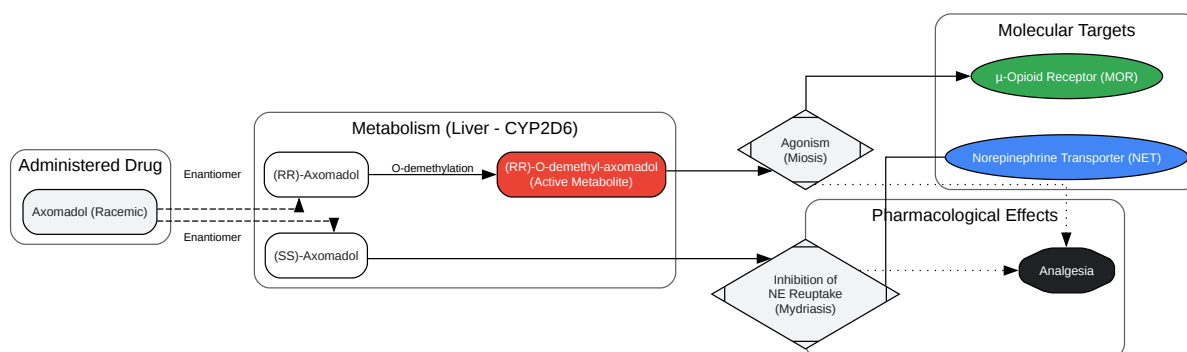 Molecular Targets
µ-Opioid Receptor (MOR)
Norepinephrine Transporter (NET)
Metabolism (Liver - CYP2D6)
Administered Drug
Axomadol (Racemic)
Enantiomer
Enantiomer
(RR)-Axomadol
O-demethylation
(RR)-O-demethyl-axomadol
(Active Metabolite)
(SS)-Axomadol
Agonism
(Miosis)
Pharmacological Effects
Inhibition of
NE Reuptake
(Mydriasis)
Analgesia